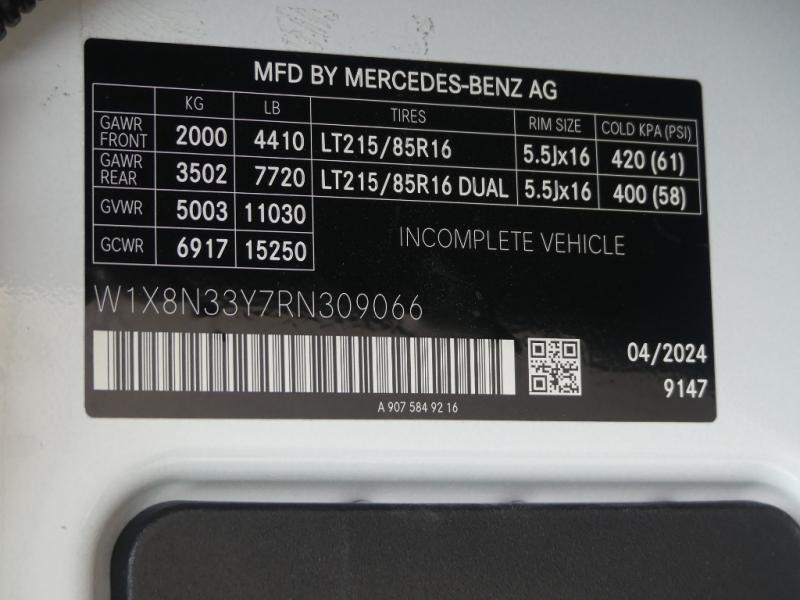 MFD BY MERCEDES-BENZ AG
KG LB TIRES RIM SIZE COLD KPA (PSI)
GAWR FRONT 2000 4410 LT215/85R16 5.5Jx16 420 (61)
GAWR REAR 3502 7720 LT215/85R16 DUAL 5.5Jx16 400 (58)
GVWR 5003 11030
GCWR 6917 15250
INCOMPLETE VEHICLE
W1X8N33Y7RN309066
04/2024
9147
A 907 584 92 16